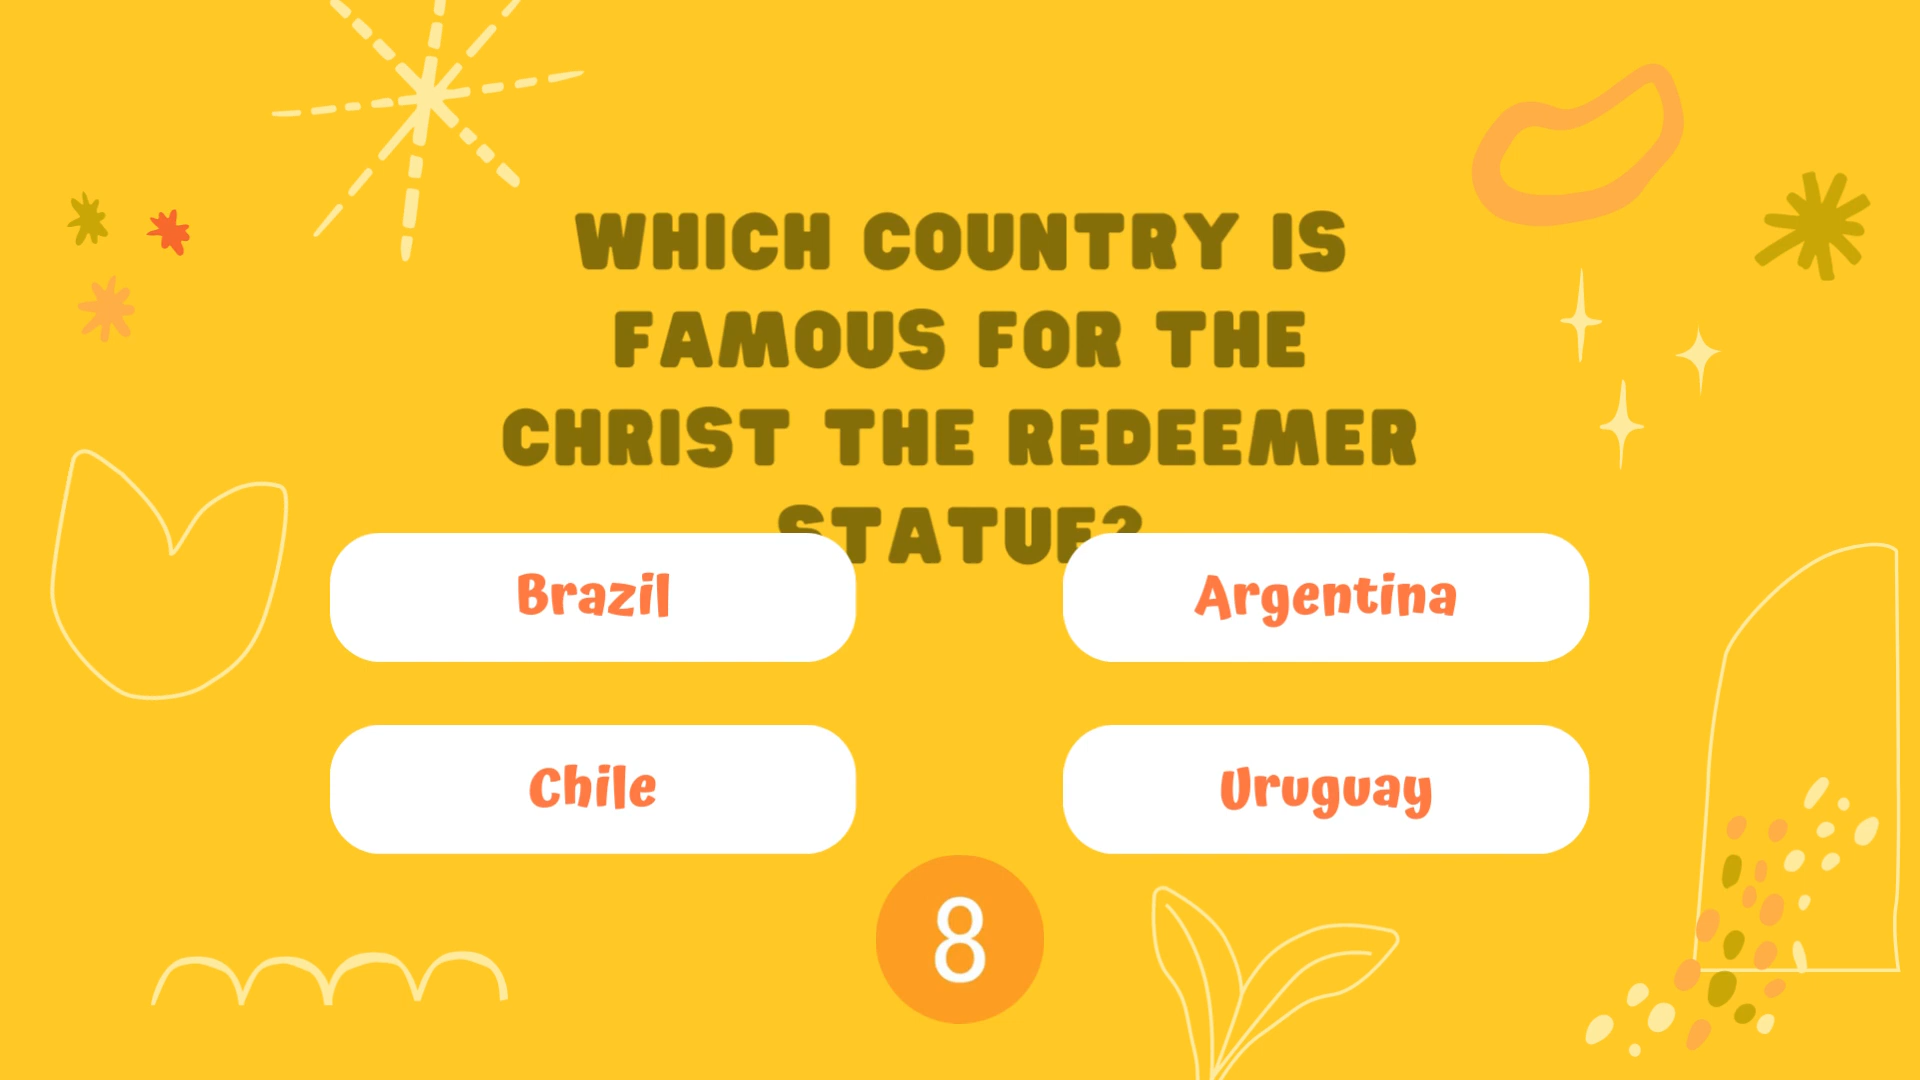 WHICH COUNTRY IS
FAMOUS FOR THE
CHRIST THE REDEEMER
STATUE?
Brazil
Argentina
Chile
Uruguay
8